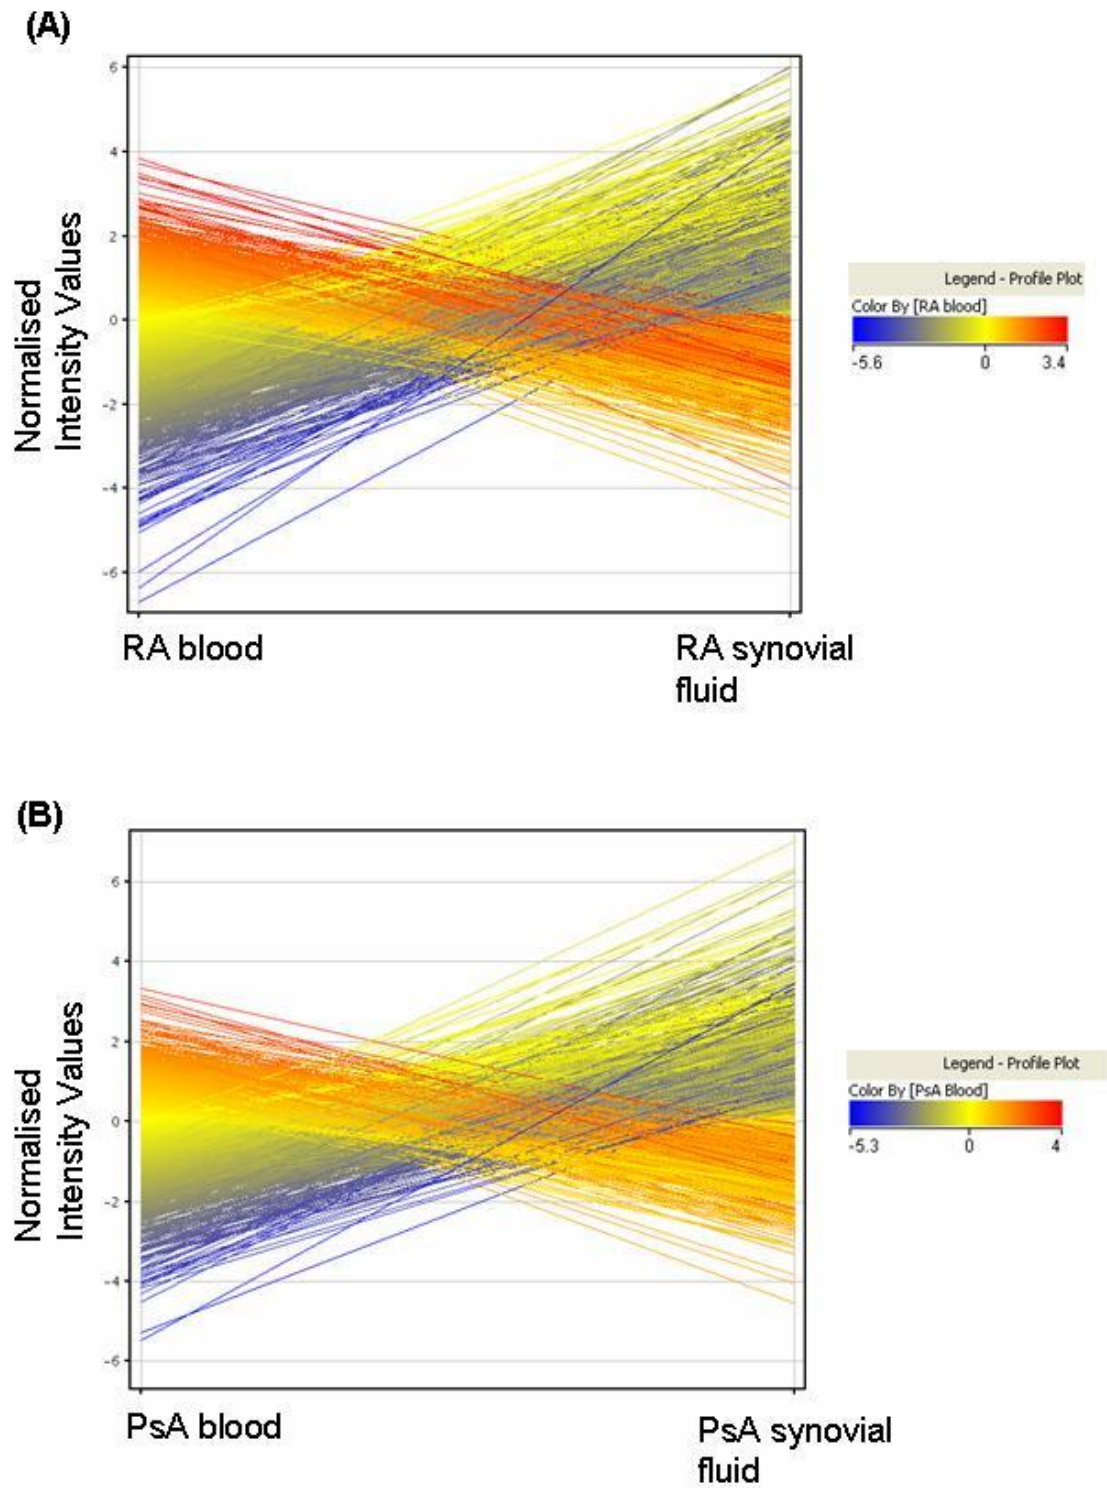 (A)
6
4
2
0
-2
-4
-6
Normalised
Intensity Values
RA blood
RA synovial
fluid
Legend - Profile Plot
Color By [RA blood]
-5.6 0 3.4
(B)
6
4
2
0
-2
-4
-6
Normalised
Intensity Values
PsA blood
PsA synovial
fluid
Legend - Profile Plot
Color By [PsA Blood]
-5.3 0 4